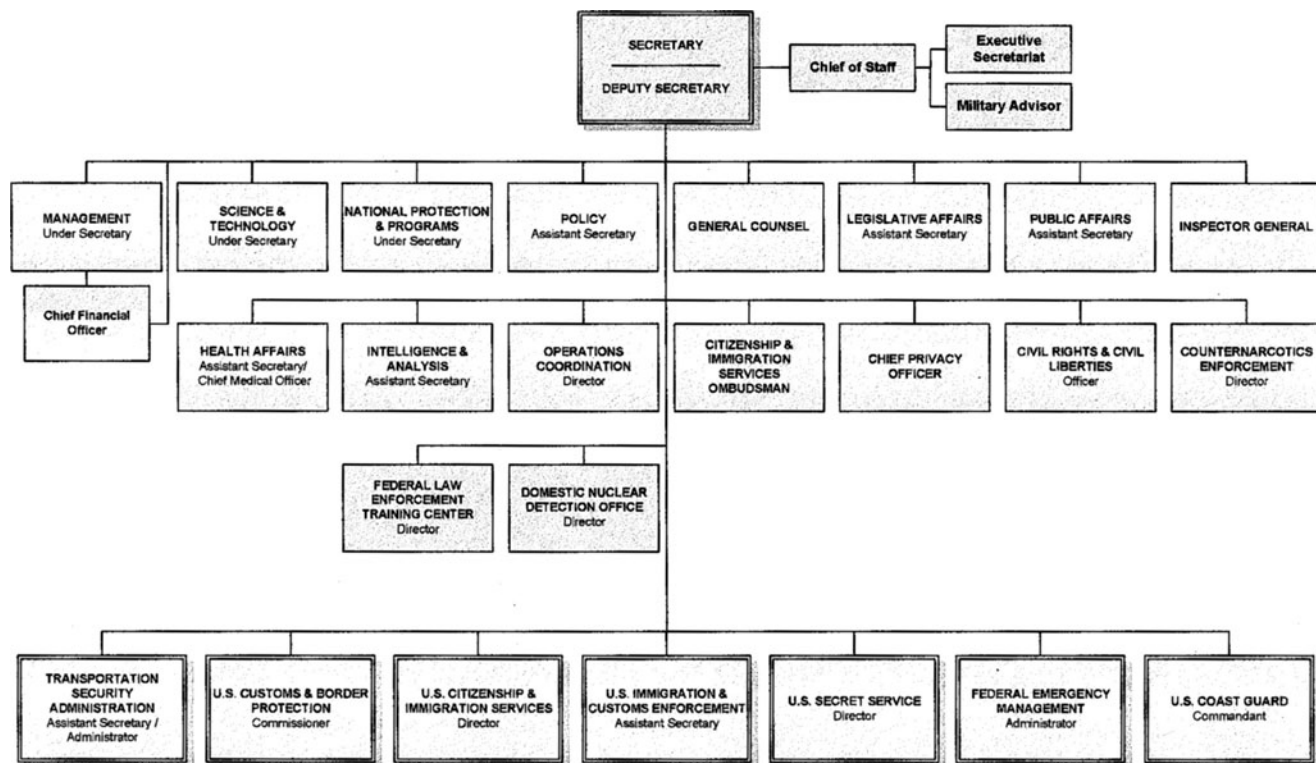 SECRETARY
DEPUTY SECRETARY
Chief of Staff
Executive
Secretariat
Military Advisor
MANAGEMENT
Under Secretary
SCIENCE &
TECHNOLOGY
Under Secretary
NATIONAL PROTECTION
& PROGRAMS
Under Secretary
POLICY
Assistant Secretary
GENERAL COUNSEL
LEGISLATIVE AFFAIRS
Assistant Secretary
PUBLIC AFFAIRS
Assistant Secretary
INSPECTOR GENERAL
Chief Financial
Officer
HEALTH AFFAIRS
Assistant Secretary/
Chief Medical Officer
INTELLIGENCE &
ANALYSIS
Assistant Secretary
OPERATIONS
COORDINATION
Director
CITIZENSHIP &
IMMIGRATION
SERVICES
OMBUDSMAN
CHIEF PRIVACY
OFFICER
CIVIL RIGHTS & CIVIL
LIBERTIES
Officer
COUNTERNARCOTICS
ENFORCEMENT
Director
FEDERAL LAW
ENFORCEMENT
TRAINING CENTER
Director
DOMESTIC NUCLEAR
DETECTION OFFICE
Director
TRANSPORTATION
SECURITY
ADMINISTRATION
Assistant Secretary /
Administrator
U.S. CUSTOMS & BORDER
PROTECTION
Commissioner
U.S. CITIZENSHIP &
IMMIGRATION SERVICES
Director
U.S. IMMIGRATION &
CUSTOMS ENFORCEMENT
Assistant Secretary
U.S. SECRET SERVICE
Director
FEDERAL EMERGENCY
MANAGEMENT
Administrator
U.S. COAST GUARD
Commandant